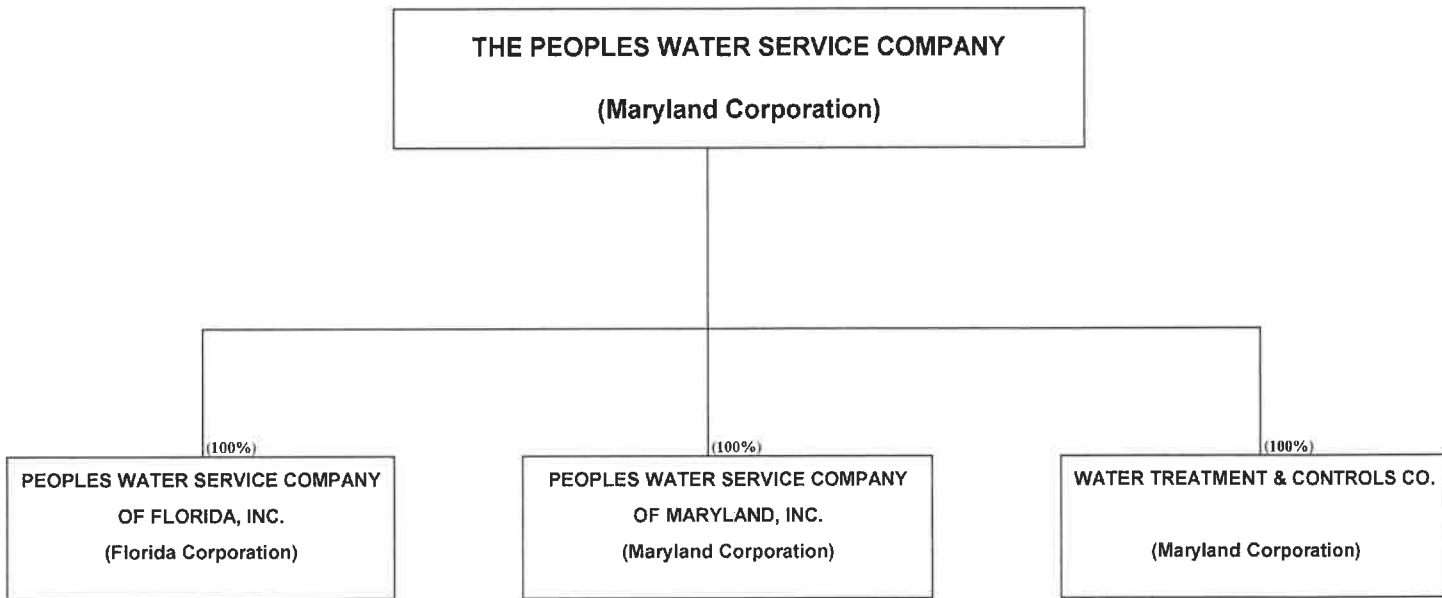 THE PEOPLES WATER SERVICE COMPANY
(Maryland Corporation)
(100%)
PEOPLES WATER SERVICE COMPANY
OF FLORIDA, INC.
(Florida Corporation)
(100%)
PEOPLES WATER SERVICE COMPANY
OF MARYLAND, INC.
(Maryland Corporation)
(100%)
WATER TREATMENT & CONTROLS CO.
(Maryland Corporation)